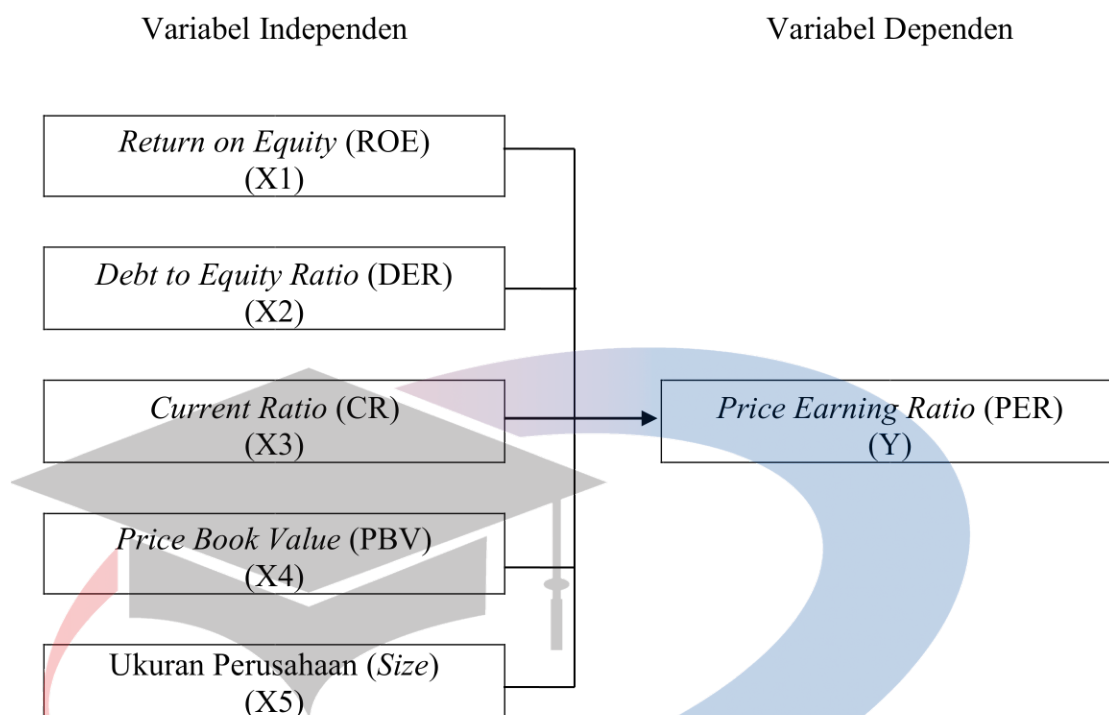 Variabel Independen
Variabel Dependen
Return on Equity (ROE)
(X1)
Debt to Equity Ratio (DER)
(X2)
Current Ratio (CR)
(X3)
Price Earning Ratio (PER)
(Y)
Price Book Value (PBV)
(X4)
Ukuran Perusahaan (Size)
(X5)